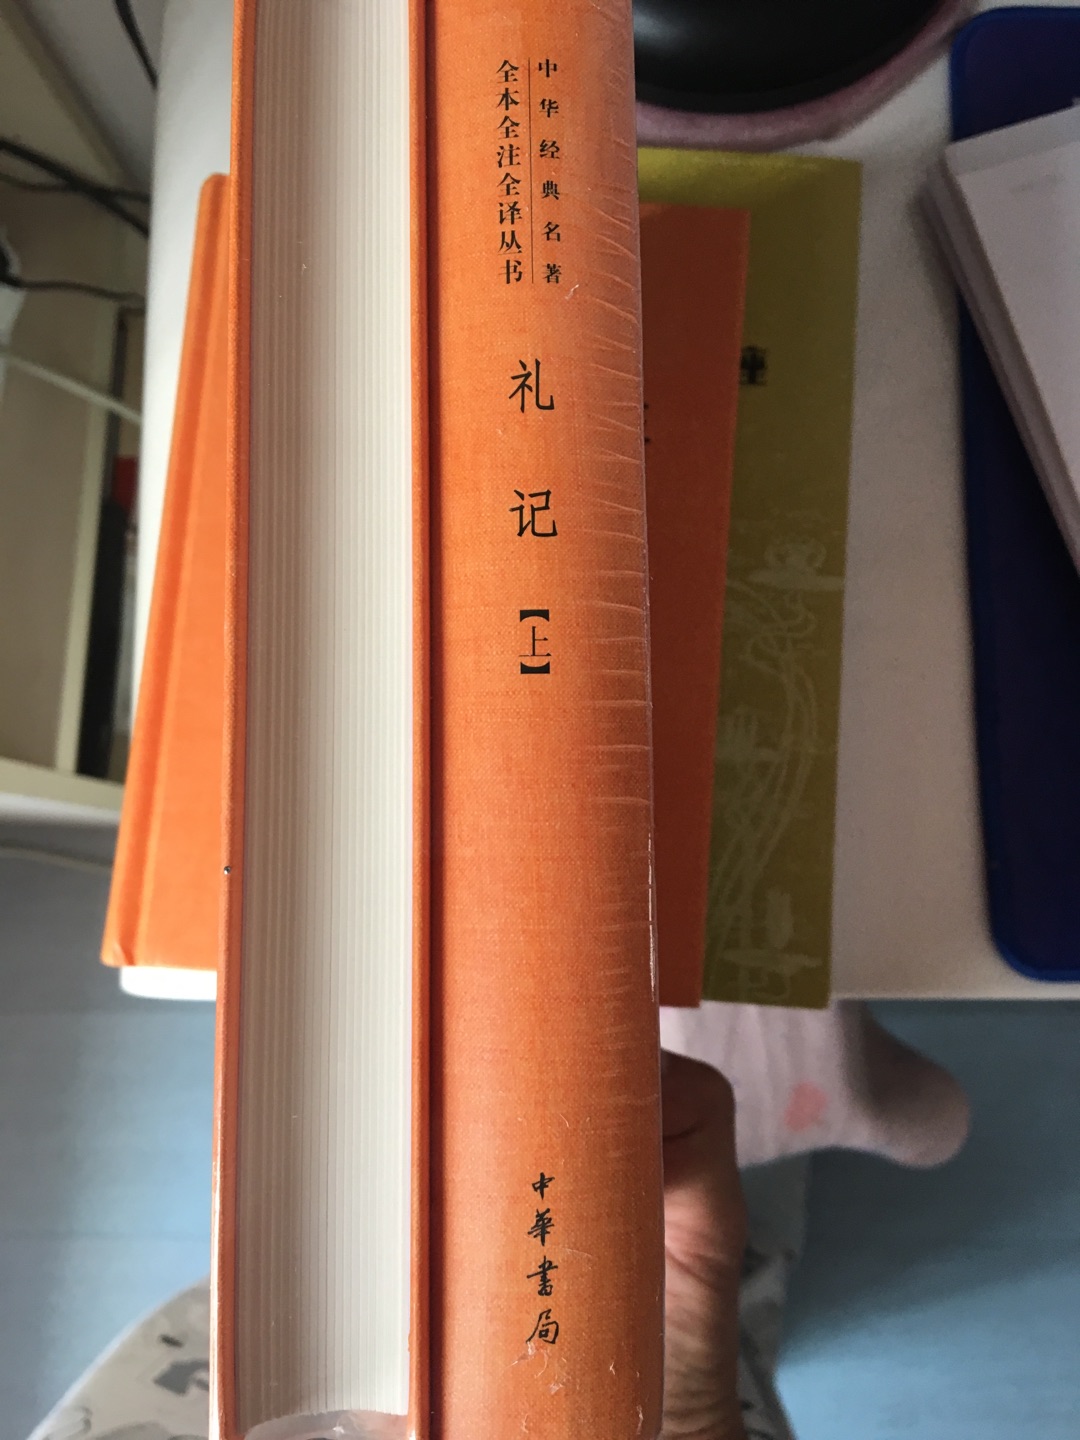 中华经典名著
全本全注全译丛书
礼记【上】
中華書局
座